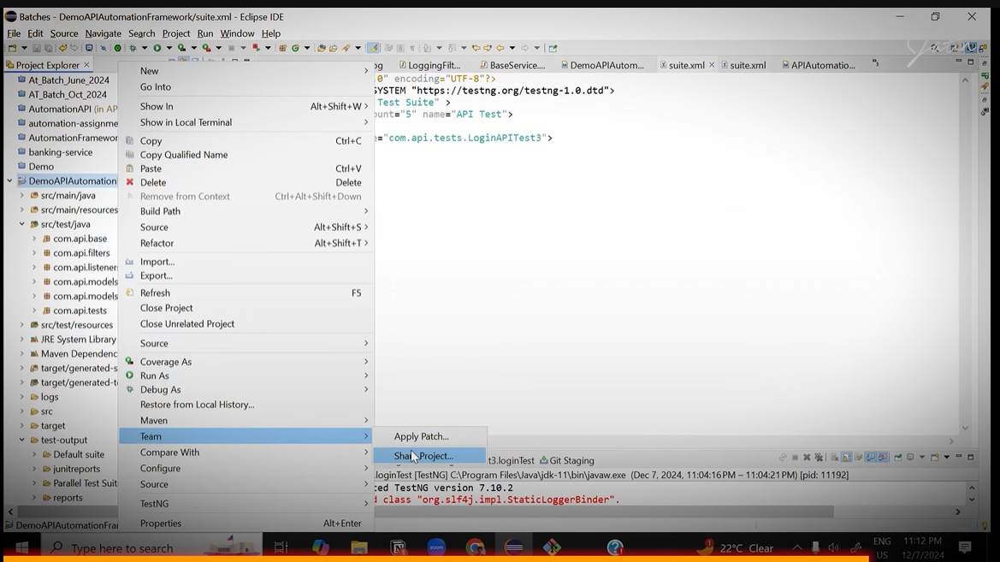 Batches - DemoAPIAutomationFramework/suite.xml - Eclipse IDE
File Edit Source Refactor Navigate Search Project Run Window Help
Project Explorer
LoggingFilt...
BaseService....
DemoAPIAutom...
suite.xml
suite.xml
APIAutomatio...
At_Batch_June_2024
AT_Batch_Oct_2024
AutomationAPI (in AP
automation-assignme
AutomationFramewor
banking-service
Demo
DemoAPIAutomation
src/main/java
src/main/resources
src/test/java
com.api.base
com.api.filters
com.api.listener
com.api.models
com.api.models
com.api.tests
src/test/resources
JRE System Library
Maven Dependenc
target/generated-s
target/generated-t
logs
src
target
test-output
Default suite
junitreports
Parallel Test Suit
reports
DemoAPIAutomationFra
New
Go Into
Show In Alt+Shift+W
Show in Local Terminal
Copy Ctrl+C
Copy Qualified Name
Paste Ctrl+V
Delete Delete
Remove from Context Ctrl+Alt+Shift+Down
Build Path
Source Alt+Shift+S
Refactor Alt+Shift+T
Import...
Export...
Refresh F5
Close Project
Close Unrelated Project
Source
Coverage As
Run As
Debug As
Restore from Local History...
Maven
Team
Compare With
Configure
Source
TestNG
Properties Alt+Enter
Apply Patch...
Project...
0" encoding="UTF-8"?>
SYSTEM "https://testng.org/testng-1.0.dtd">
Test Suite" >
ount="5" name="API Test">
e="com.api.tests.LoginAPITest3">
t3.loginTest
Git Staging
loginTest [TestNG] C:\Program Files\Java\jdk-11\bin\javaw.exe (Dec 7, 2024, 11:04:16 PM – 11:04:21 PM) [pid: 11192]
ed TestNG version 7.10.2
d class "org.slf4j.impl.StaticLoggerBinder".
Type here to search
zoom
22°C Clear
ENG
US
11:12 PM
12/7/2024